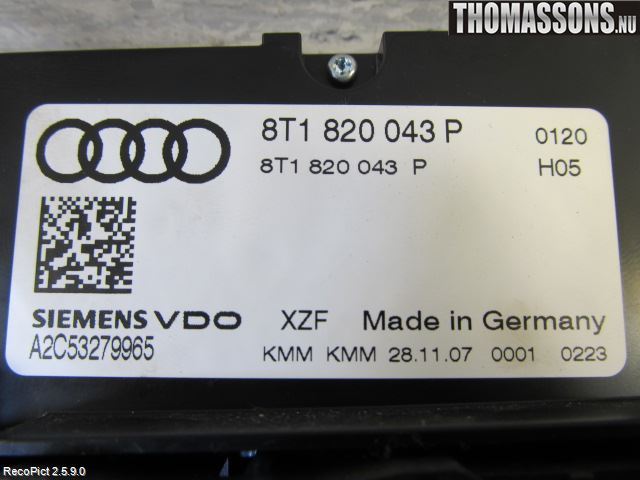 THOMASSONS.NU
8T1 820 043 P 0120
8T1 820 043 P H05
SIEMENS VDO XZF Made in Germany
A2C53279965 KMM KMM 28.11.07 0001 0223
RecoPict 2.5.9.0